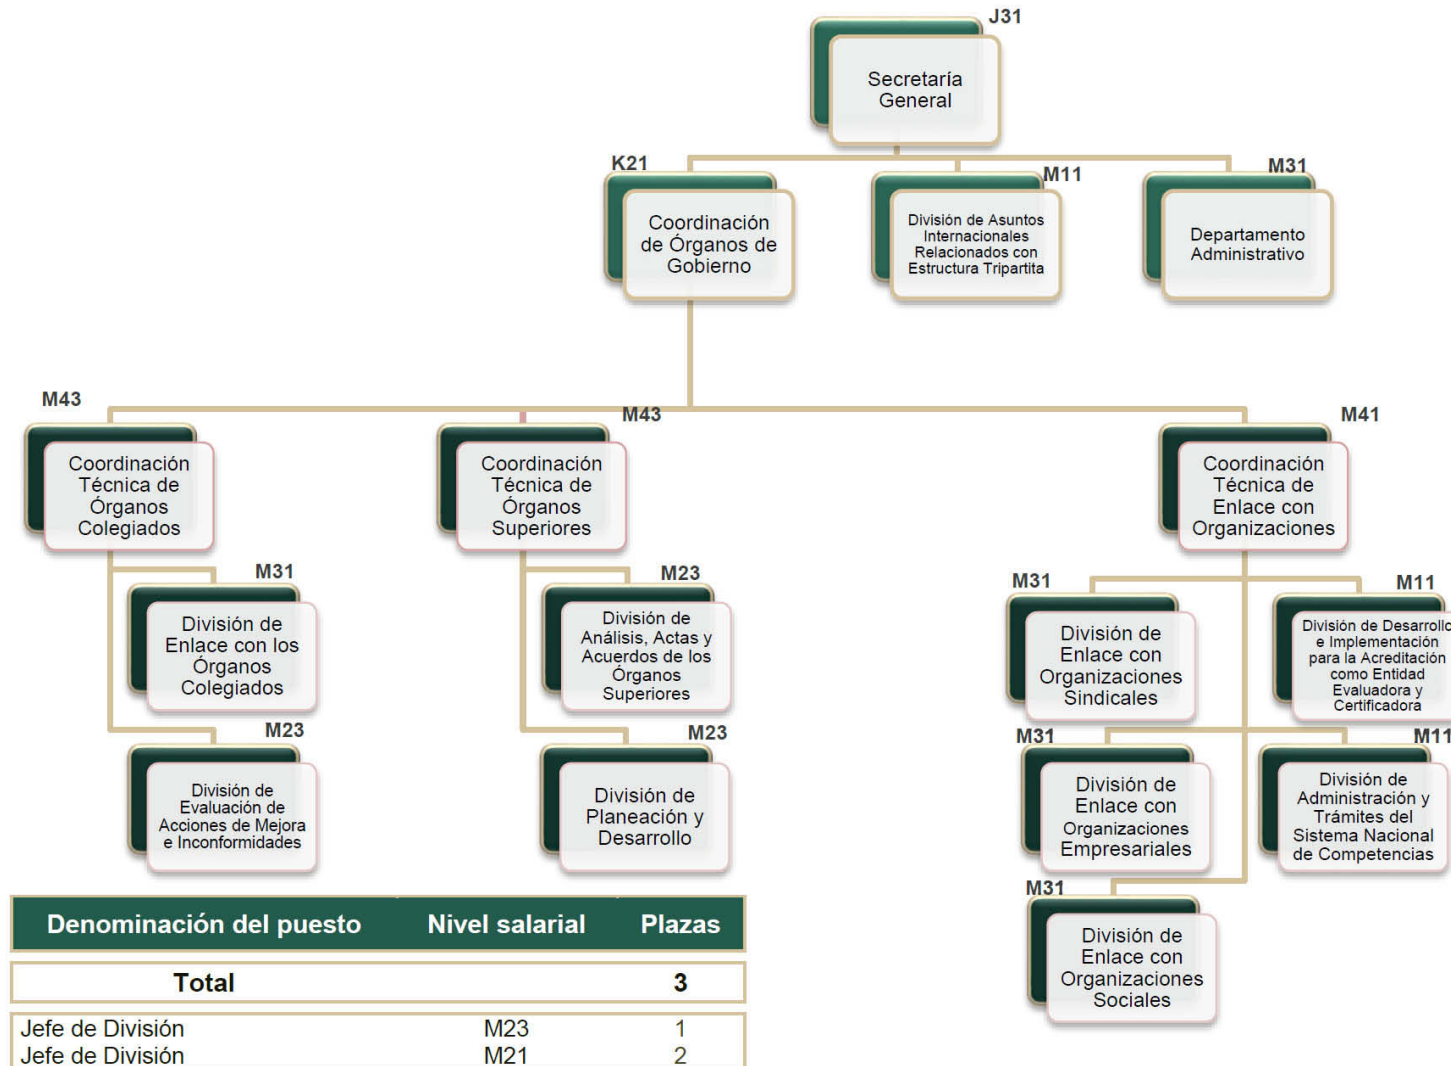 J31
Secretaría
General
K21
Coordinación
de Órganos de
Gobierno
M11
División de Asuntos
Internacionales
Relacionados con
Estructura Tripartita
M31
Departamento
Administrativo
M43
Coordinación
Técnica de
Órganos
Colegiados
M43
Coordinación
Técnica de
Órganos
Superiores
M41
Coordinación
Técnica de
Enlace con
Organizaciones
M31
División de
Enlace con los
Órganos
Colegiados
M23
División de
Análisis, Actas y
Acuerdos de los
Órganos
Superiores
M31
División de
Enlace con
Organizaciones
Sindicales
M11
División de Desarrollo
e Implementación
para la Acreditación
como Entidad
Evaluadora y
Certificadora
M23
División de
Evaluación de
Acciones de Mejora
e Inconformidades
M23
División de
Planeación y
Desarrollo
M31
División de
Enlace con
Organizaciones
Empresariales
M11
División de
Administración y
Trámites del
Sistema Nacional
de Competencias
M31
División de
Enlace con
Organizaciones
Sociales
Denominación del puesto Nivel salarial Plazas
Total 3
Jefe de División M23 1
Jefe de División M21 2